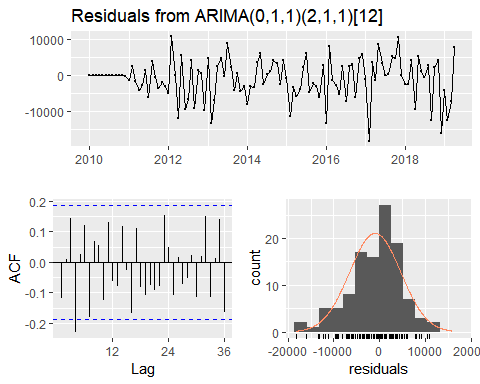 Residuals from ARIMA(0,1,1)(2,1,1)[12]
10000
0
-10000
2010 2012 2014 2016 2018
0.2
0.1
0.0
-0.1
-0.2
ACF
12 24 36
Lag
20
10
0
count
-20000 -10000 0 10000 2000
residuals